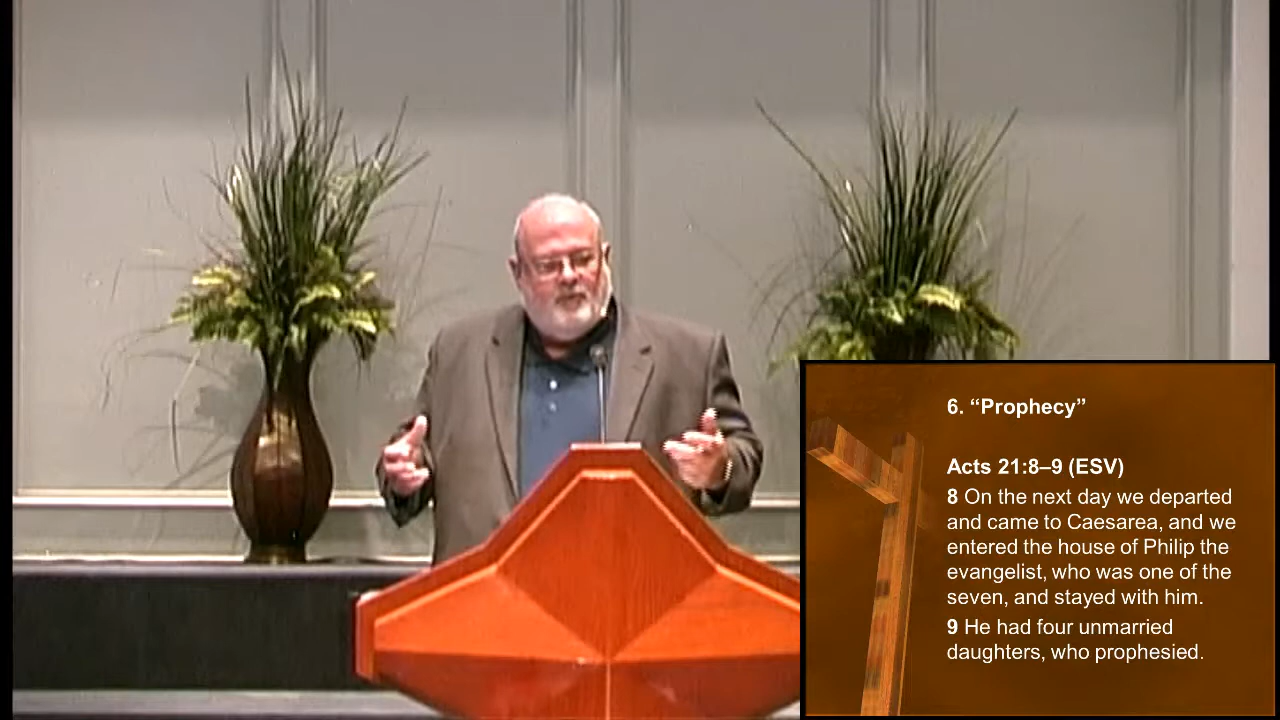 6. “Prophecy”
Acts 21:8–9 (ESV)
8 On the next day we departed
and came to Caesarea, and we
entered the house of Philip the
evangelist, who was one of the
seven, and stayed with him.
9 He had four unmarried
daughters, who prophesied.